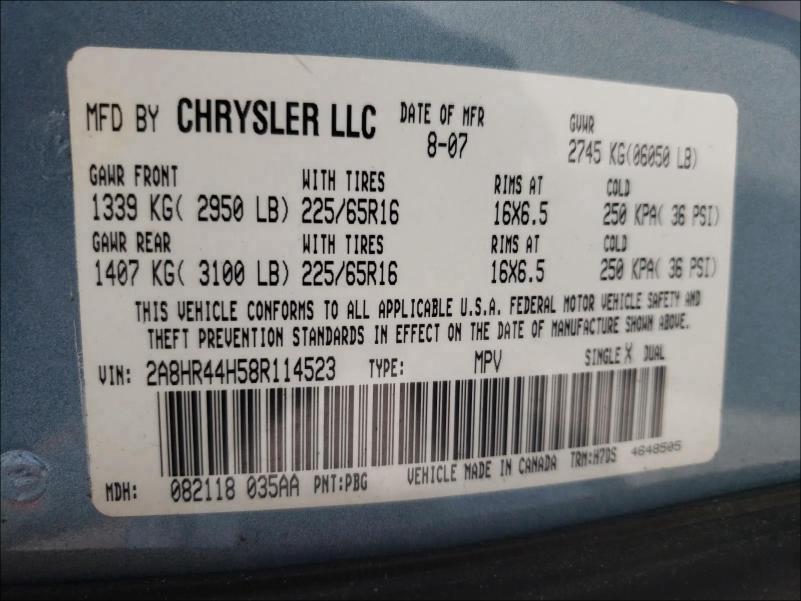 MFD BY CHRYSLER LLC DATE OF MFR GVWR
8-07 2745 KG(06050 LB)
GAWR FRONT WITH TIRES RIMS AT COLD
1339 KG( 2950 LB) 225/65R16 16X6.5 250 KPA( 36 PSI)
GAWR REAR WITH TIRES RIMS AT COLD
1407 KG( 3100 LB) 225/65R16 16X6.5 250 KPA( 36 PSI)
THIS VEHICLE CONFORMS TO ALL APPLICABLE U.S.A. FEDERAL MOTOR VEHICLE SAFETY AND
THEFT PREVENTION STANDARDS IN EFFECT ON THE DATE OF MANUFACTURE SHOWN ABOVE.
VIN: 2A8HR44H58R114523 TYPE: MPV SINGLE X DUAL
MDH: 082118 035AA PNT:PBG VEHICLE MADE IN CANADA TRM:H7DS 4648505